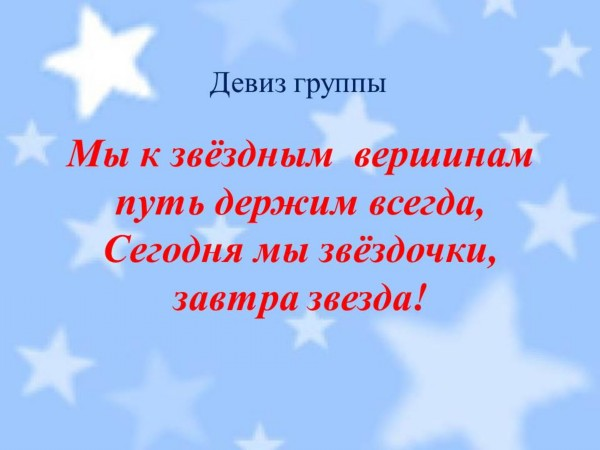 Девиз группы
Мы к звёздным вершинам
путь держим всегда,
Сегодня мы звёздочки,
завтра звезда!